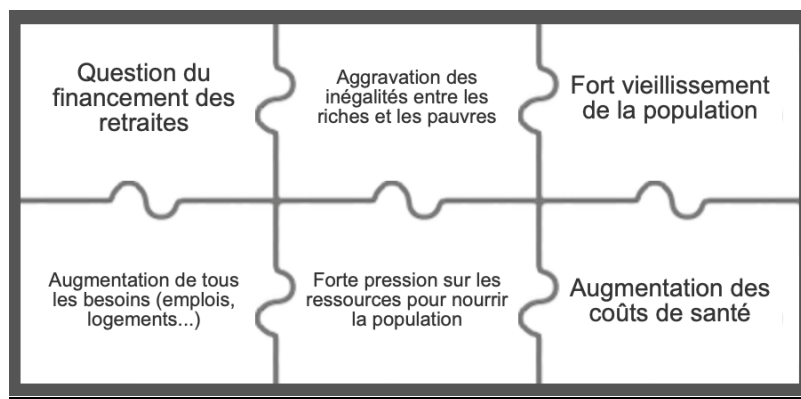 Question du
financement des
retraites
Aggravation des
inégalités entre les
riches et les pauvres
Fort vieillissement
de la population
Augmentation de tous
les besoins (emplois,
logements...)
Forte pression sur les
ressources pour nourrir
la population
Augmentation des
coûts de santé